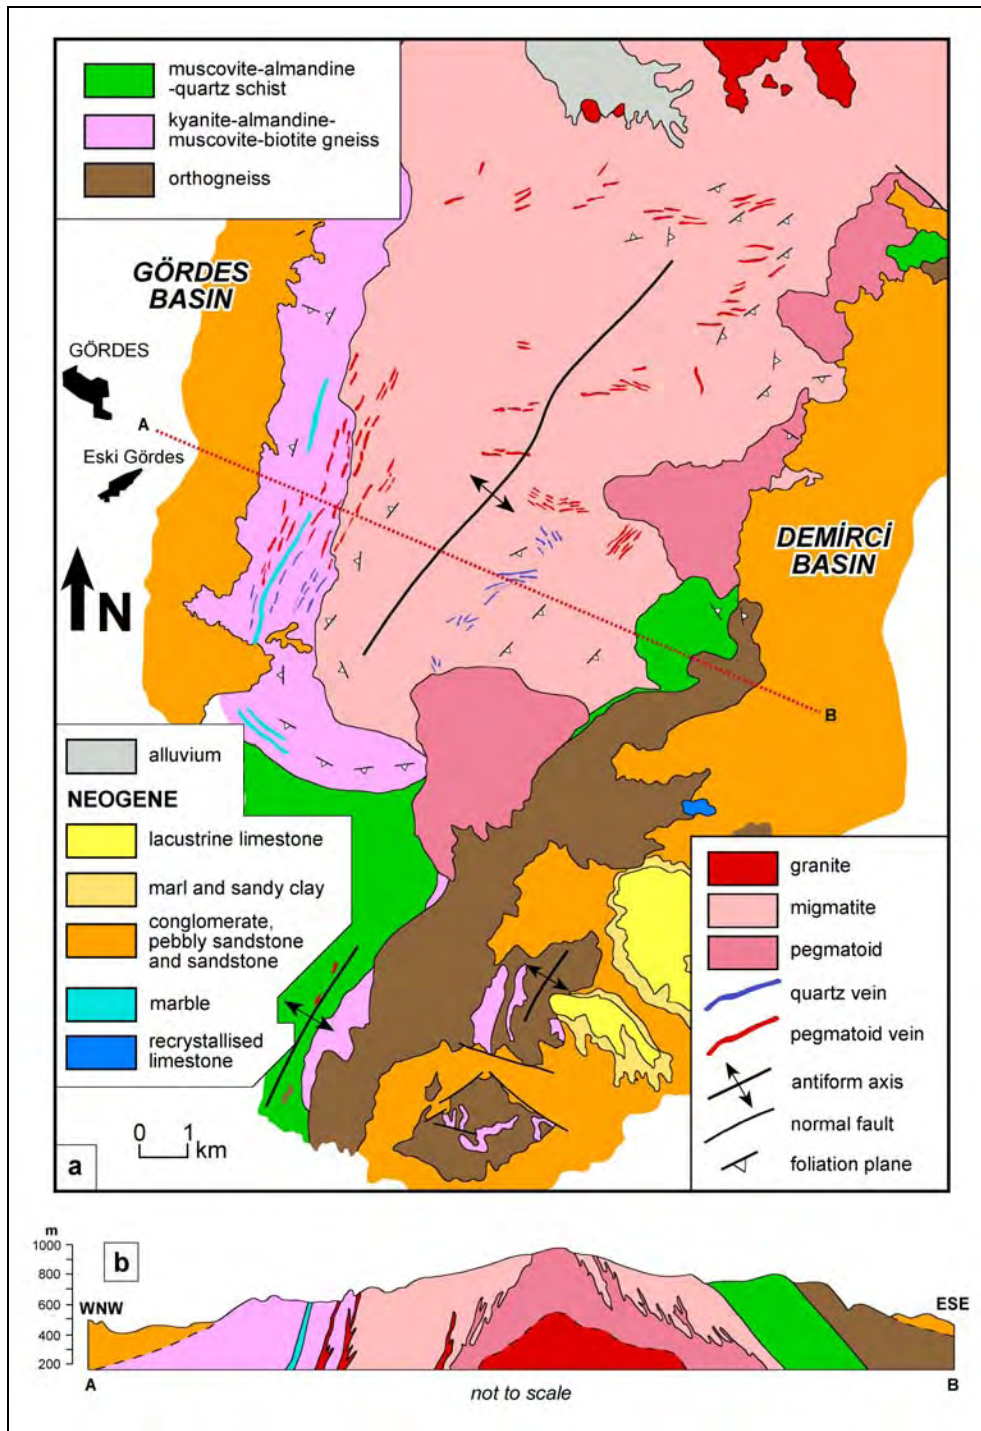 muscovite-almandine
-quartz schist
kyanite-almandine-
muscovite-biotite gneiss
orthogneiss
GÖRDES
BASIN
GÖRDES
A
Eski Gördes
N
DEMİRCİ
BASIN
B
alluvium
NEOGENE
lacustrine limestone
marl and sandy clay
conglomerate,
pebbly sandstone
and sandstone
marble
recrystallised
limestone
0 1
km
a
granite
migmatite
pegmatoid
quartz vein
pegmatoid vein
antiform axis
normal fault
foliation plane
b
m
1000
800
600
400
200
WNW
ESE
A
B
not to scale